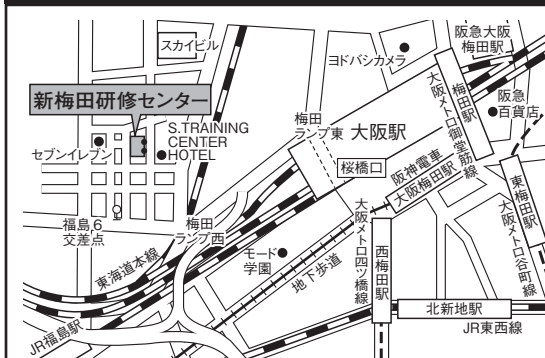 スカイビル
ヨドバシカメラ
阪急大阪
梅田駅
新梅田研修センター
梅田駅
大阪メトロ御堂筋線
阪急
百貨店
S.TRAINING
CENTER
HOTEL
セブンイレブン
梅田
ランプ東
大阪駅
桜橋口
阪神電車
大阪梅田駅
東梅田駅
大阪メトロ谷町線
福島6
交差点
梅田
ランプ西
東海道本線
モード
学園
地下歩道
大阪メトロ四ツ橋線
西梅田駅
北新地駅
JR東西線
JR福島駅